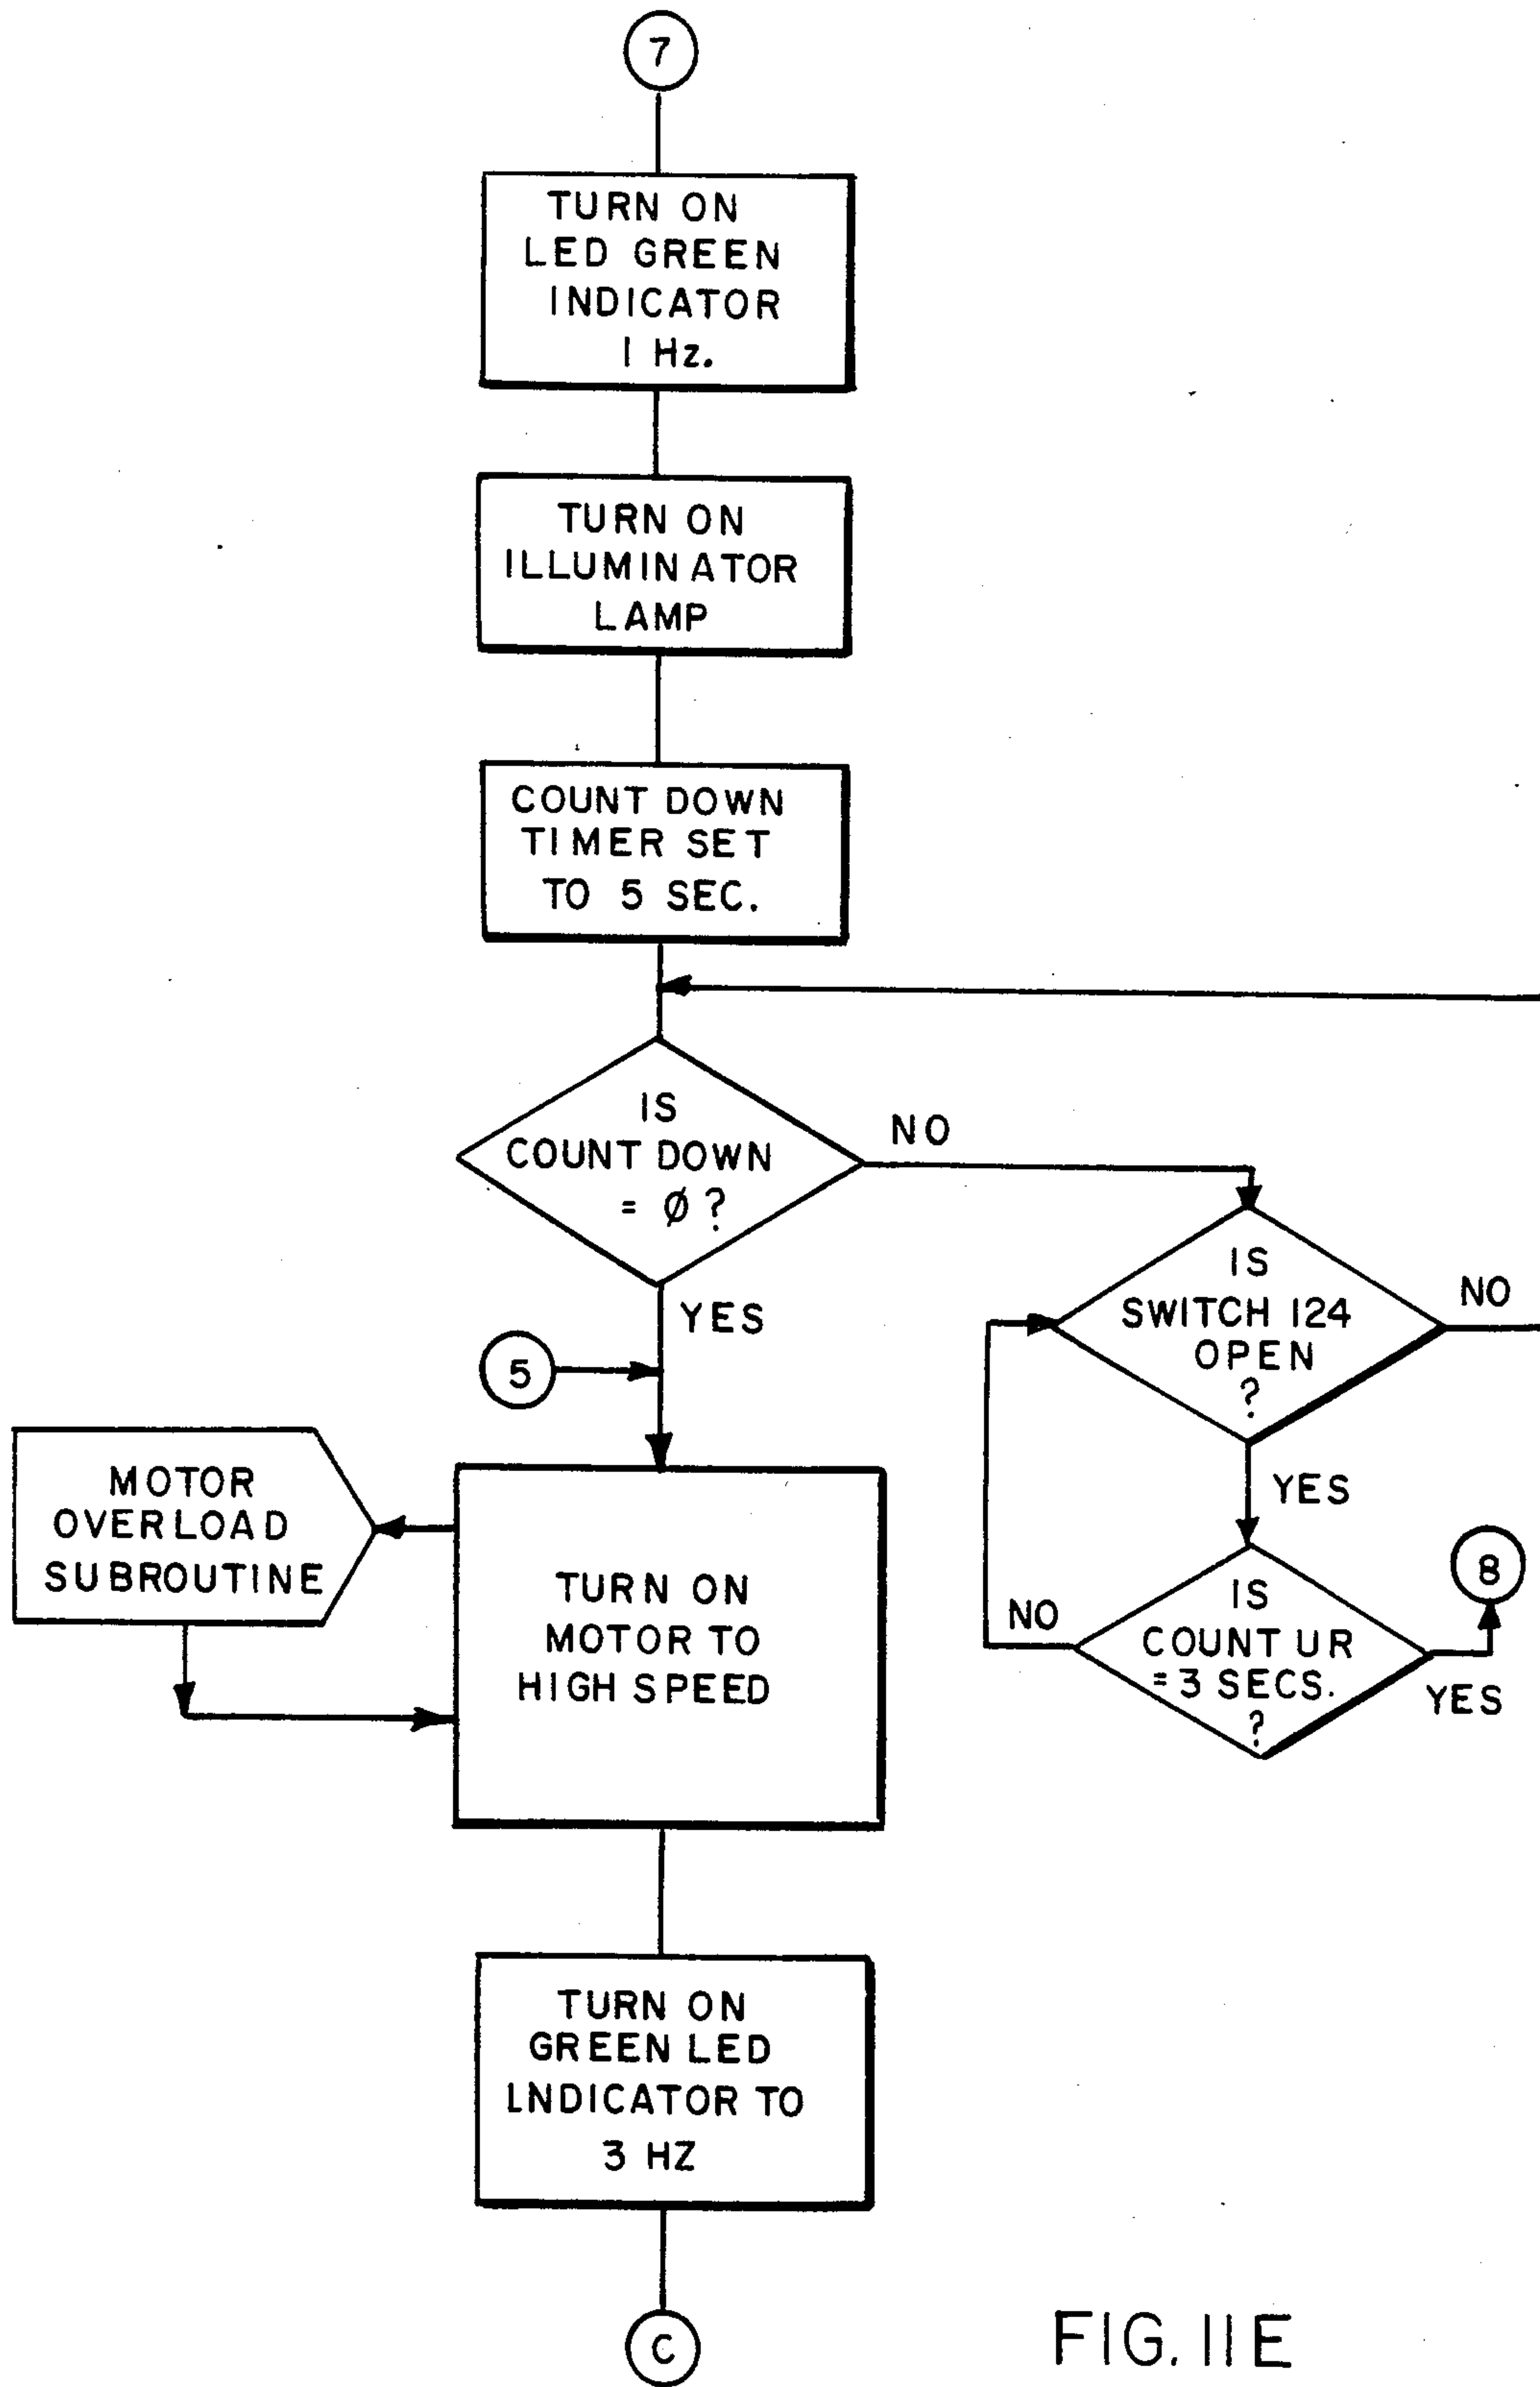 7
TURN ON
LED GREEN
INDICATOR
1 Hz.
TURN ON
ILLUMINATOR
LAMP
COUNT DOWN
TIMER SET
TO 5 SEC.
IS
COUNT DOWN
= Ø ?
NO
YES
IS
SWITCH 124
OPEN
?
NO
YES
5
MOTOR
OVERLOAD
SUBROUTINE
TURN ON
MOTOR TO
HIGH SPEED
IS
COUNT UR
= 3 SECS.
?
NO
YES
8
TURN ON
GREEN LED
LNDICATOR TO
3 HZ
C
FIG. 11E